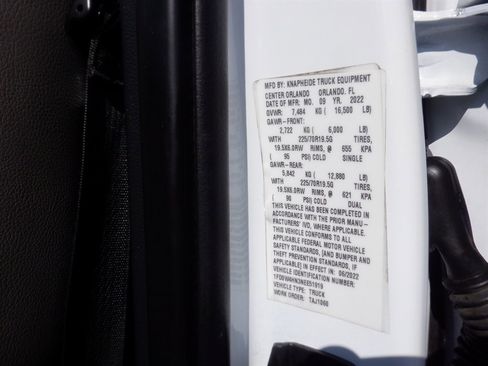 MFD BY: KNAPHEIDE TRUCK EQUIPMENT
CENTER ORLANDO ORLANDO, FL
DATE OF MFR: MO. 09 YR. 2022
GVWR: 7,484 KG ( 16,500 LB)
GAWR-FRONT:
2,722 KG ( 6,000 LB)
WITH 225/70R19.5G TIRES,
19.5X6.0RW RIMS, @ 655 KPA
( 95 PSI) COLD SINGLE
GAWR-REAR:
5,842 KG ( 12,880 LB)
WITH 225/70R19.5G TIRES,
19.5X6.0RW RIMS, @ 621 KPA
( 90 PSI) COLD DUAL
THIS VEHICLE HAS BEEN COMPLETED IN
ACCORDANCE WITH THE PRIOR MANU-
FACTURERS' IVD, WHERE APPLICABLE.
THIS VEHICLE CONFORMS TO ALL
APPLICABLE FEDERAL MOTOR VEHICLE
SAFETY STANDARDS, [AND BUMPER AND
THEFT PREVENTION STANDARDS, IF
APPLICABLE] IN EFFECT IN: 06/2022
VEHICLE IDENTIFICATION NUMBER:
VEHICLE TYPE: TRUCK
WORK ORDER: TAJ1068